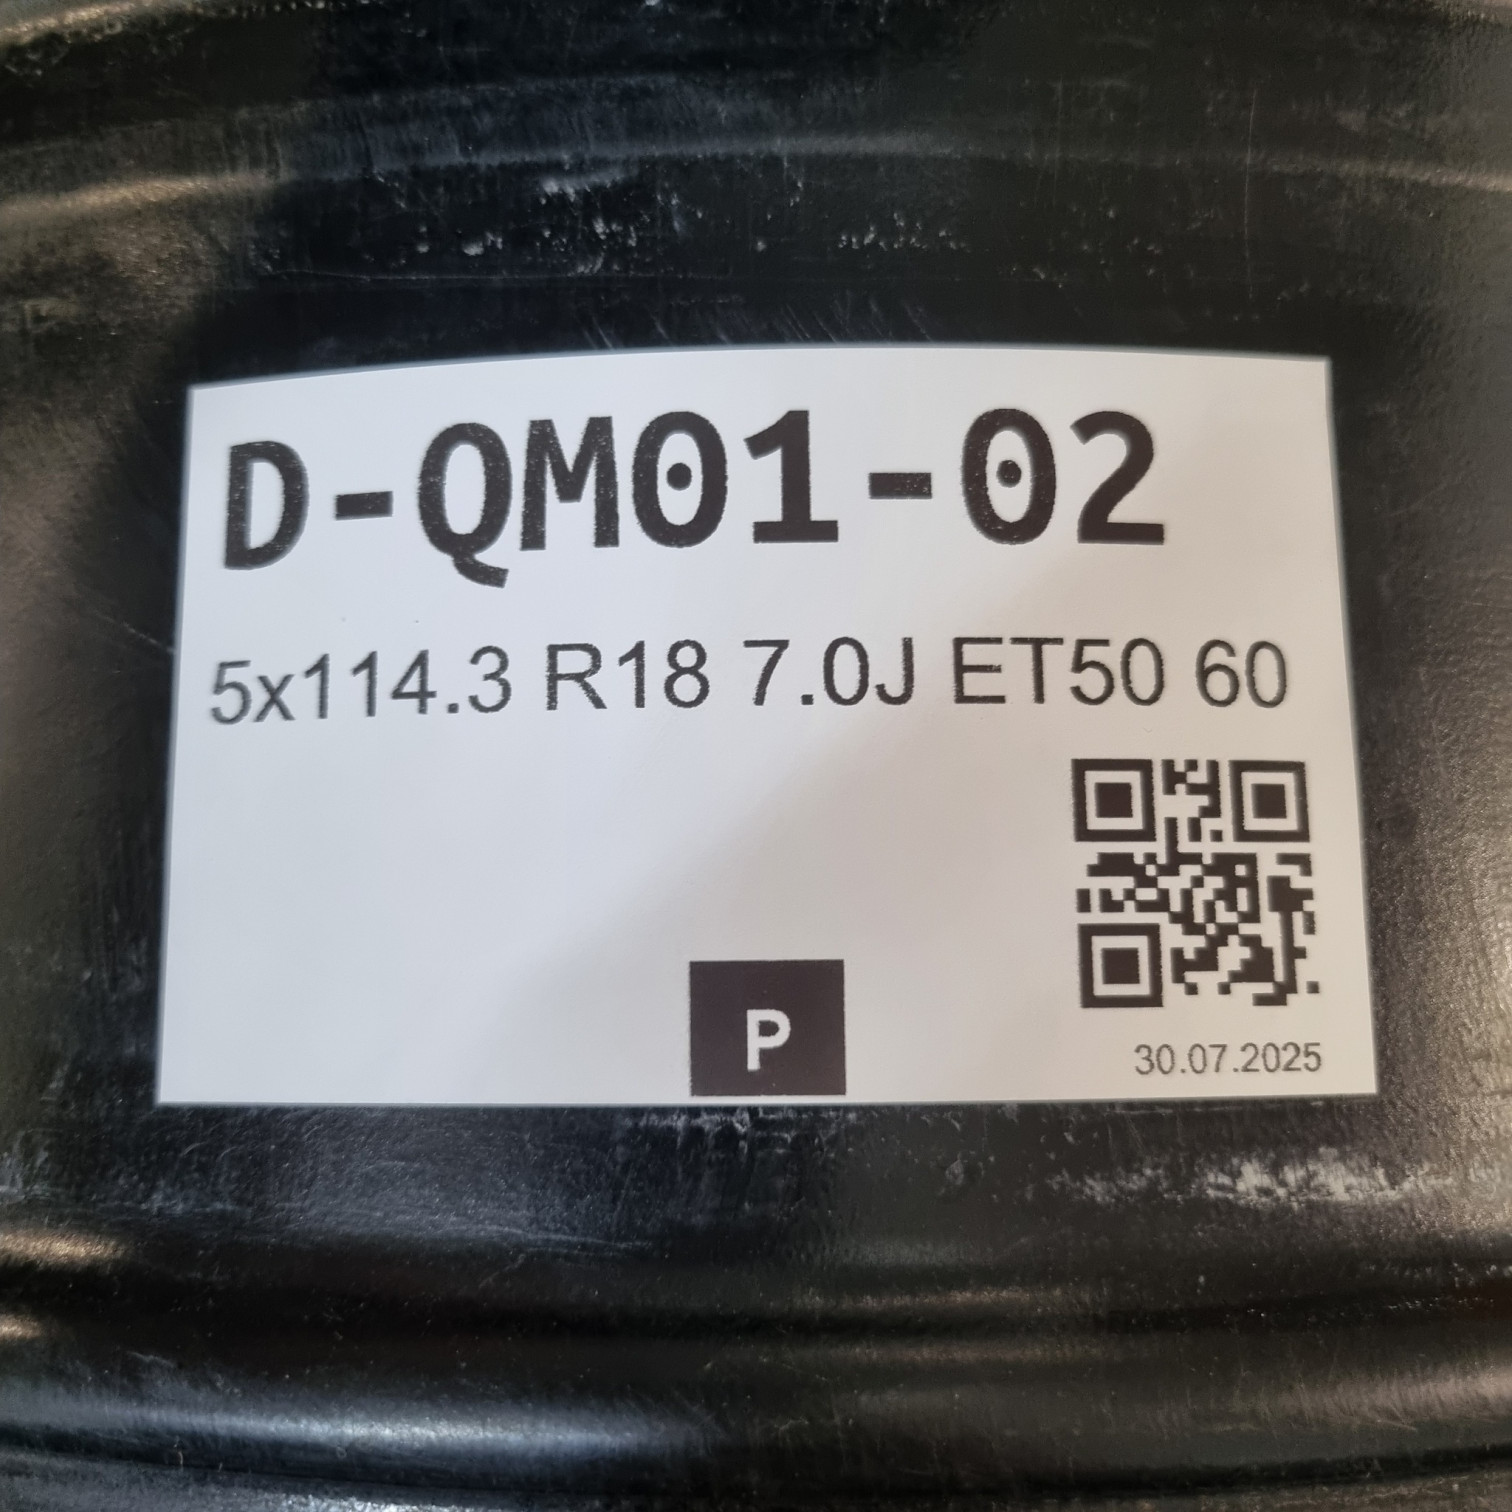 D-QM01-02
5x114.3 R18 7.0J ET50 60
P
30.07.2025